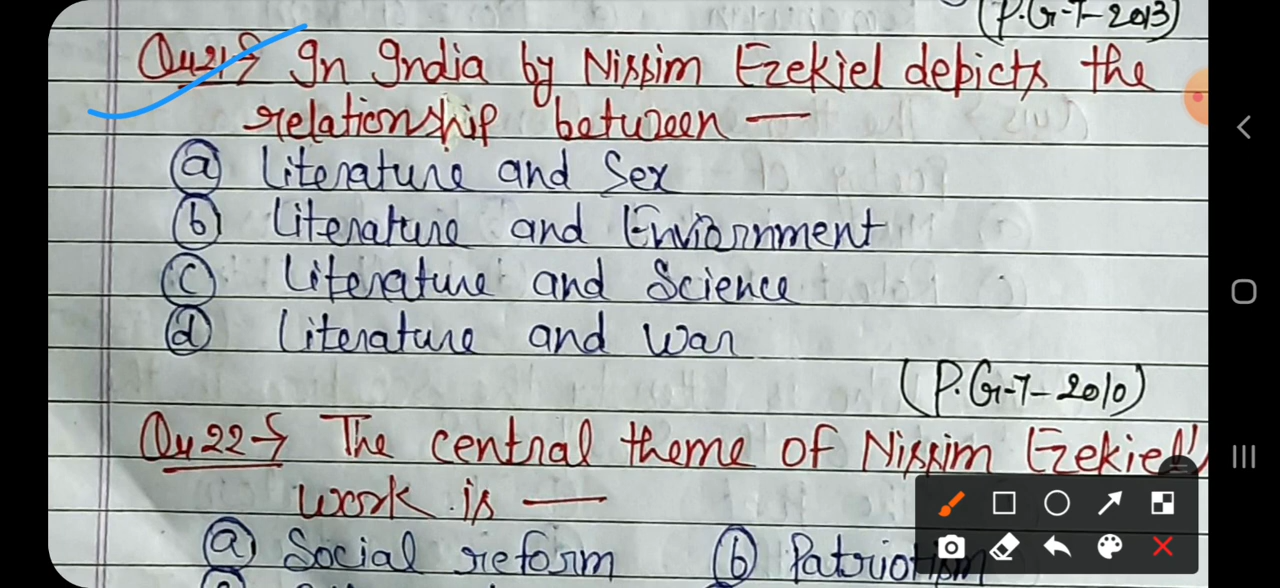 (P.G-T-2013)
Qu21→ In India by Nissim Ezekiel depicts the
relationship between —
(a) Literature and Sex
(b) Literature and Enviornment
(c) Literature and Science
(d) Literature and War
(P.G-T-2010)
Qu22→ The central theme of Nissim Ezekiel's
work is —
(a) Social reform (b) Patriotism